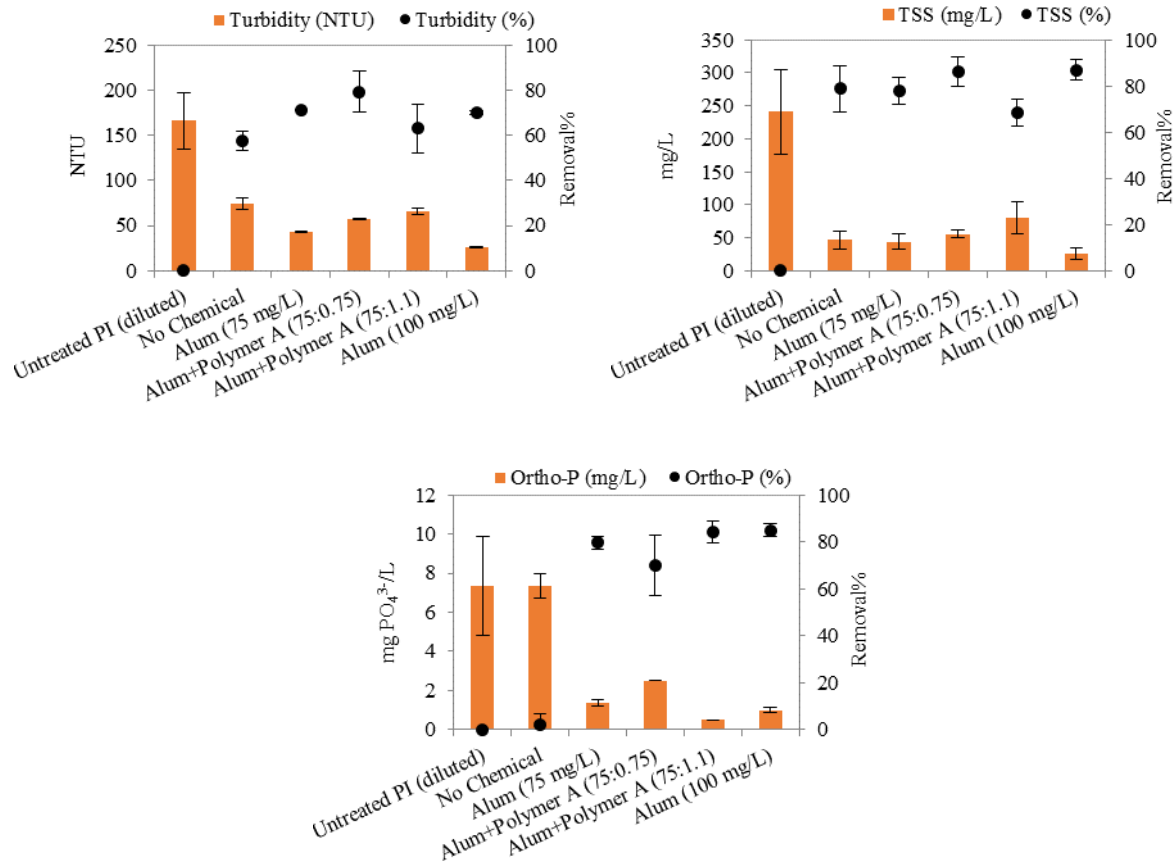 Turbidity (NTU) Turbidity (%)
250 100
200 80
150 60
100 40
50 20
0 0
NTU
Removal%
Untreated PI (diluted)
No Chemical
Alum (75 mg/L)
Alum+Polymer A (75:0.75)
Alum+Polymer A (75:1.1)
Alum (100 mg/L)
TSS (mg/L) TSS (%)
350 100
300 80
250
200 60
150 40
100
50 20
0 0
mg/L
Removal%
Untreated PI (diluted)
No Chemical
Alum (75 mg/L)
Alum+Polymer A (75:0.75)
Alum+Polymer A (75:1.1)
Alum (100 mg/L)
Ortho-P (mg/L) Ortho-P (%)
12 100
10 80
8 60
6
4 40
2 20
0 0
mg PO₄³⁻/L
Removal%
Untreated PI (diluted)
No Chemical
Alum (75 mg/L)
Alum+Polymer A (75:0.75)
Alum+Polymer A (75:1.1)
Alum (100 mg/L)